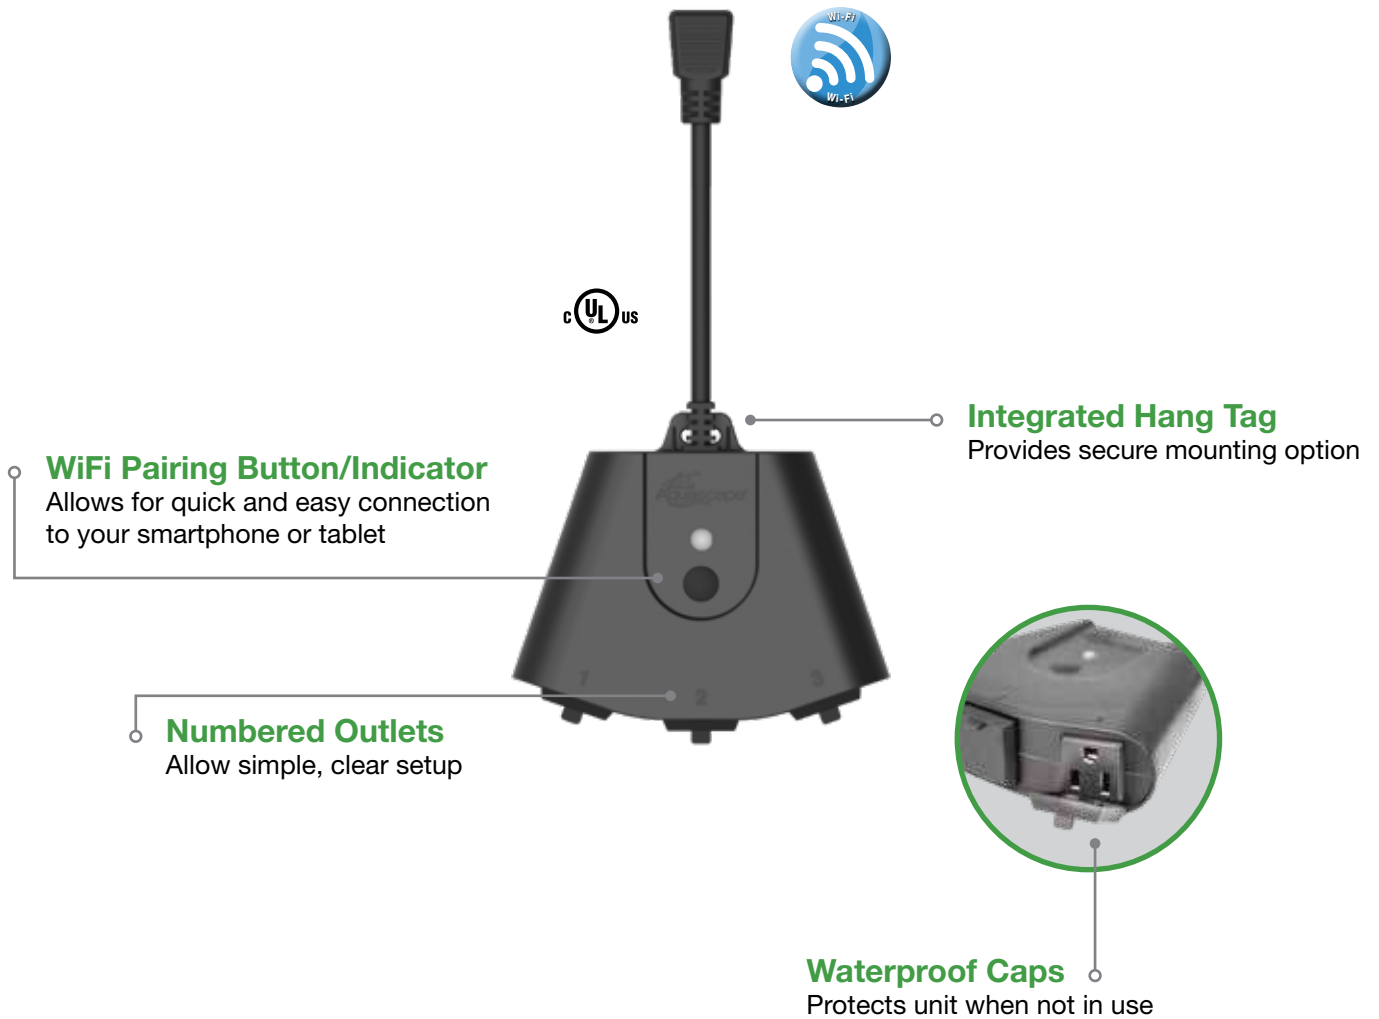 Wi-Fi
Wi-Fi
C UL® US
Integrated Hang Tag
Provides secure mounting option
WiFi Pairing Button/Indicator
Allows for quick and easy connection
to your smartphone or tablet
Aquascape
1
2
3
Numbered Outlets
Allow simple, clear setup
Waterproof Caps
Protects unit when not in use